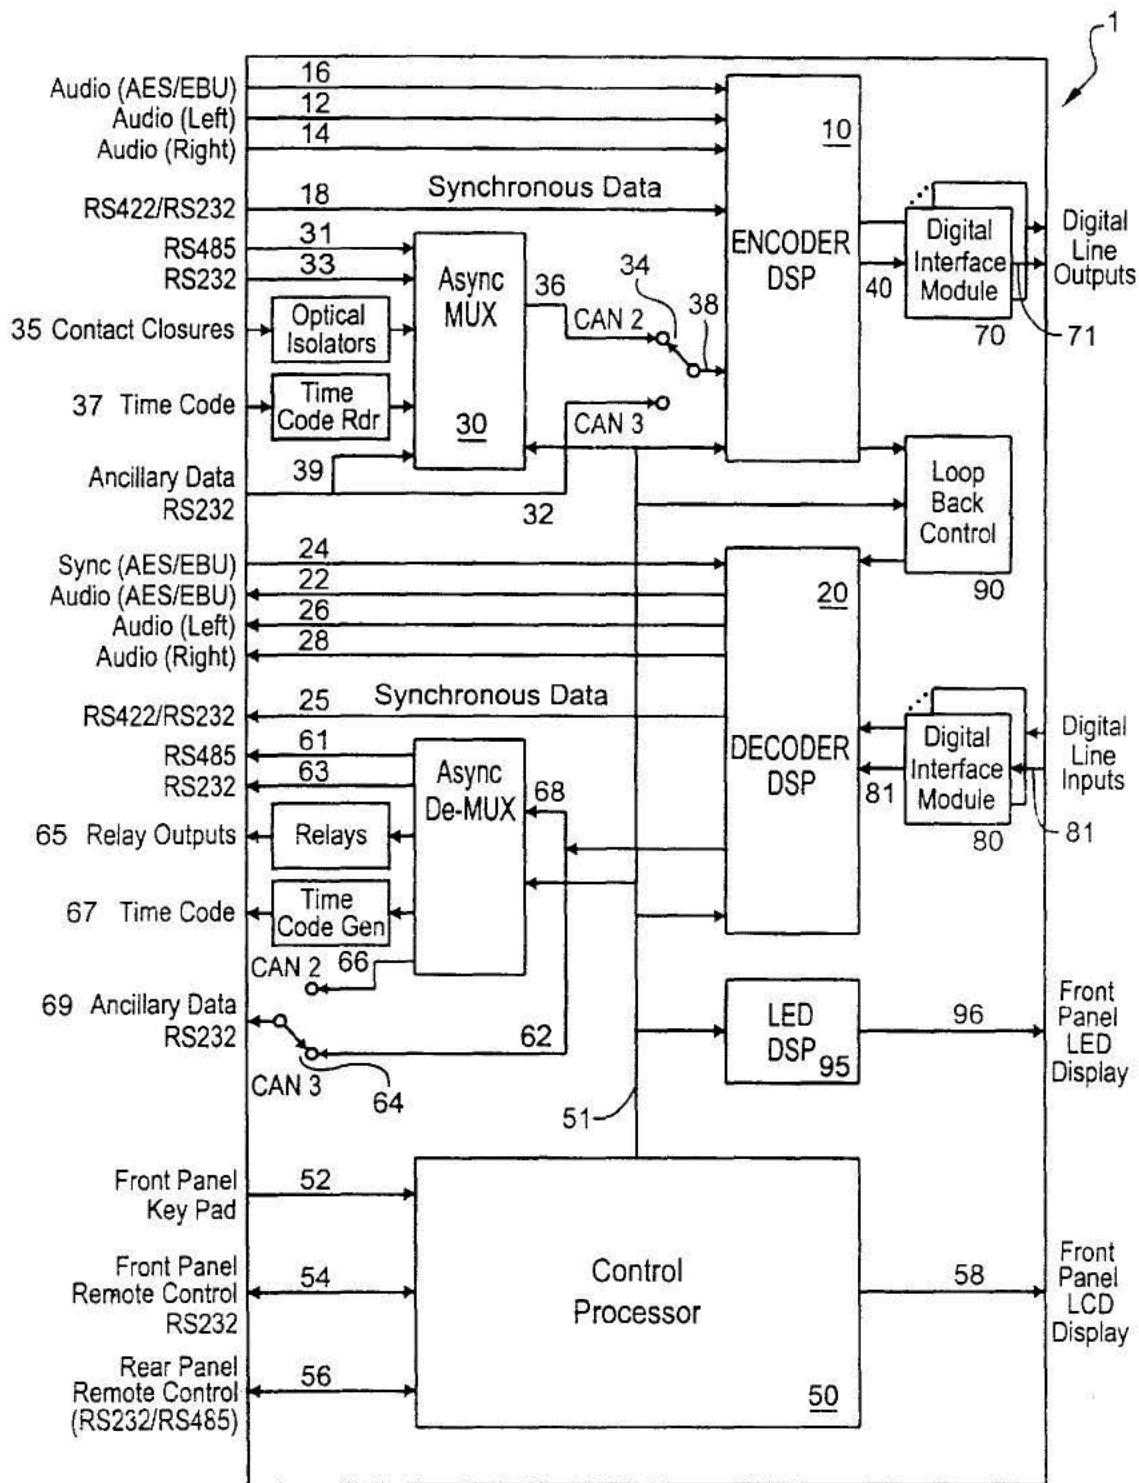 1
Audio (AES/EBU)
16
Audio (Left)
12
Audio (Right)
14
10
RS422/RS232
18
Synchronous Data
RS485
31
RS232
33
Async
MUX
30
35 Contact Closures
Optical
Isolators
37 Time Code
Time
Code Rdr
36
CAN 2
34
38
CAN 3
ENCODER
DSP
40
Digital
Interface
Module
70
71
Digital
Line
Outputs
Ancillary Data
RS232
39
32
Loop
Back
Control
90
Sync (AES/EBU)
24
Audio (AES/EBU)
22
Audio (Left)
26
Audio (Right)
28
20
RS422/RS232
25
Synchronous Data
RS485
61
RS232
63
Async
De-MUX
68
65 Relay Outputs
Relays
67 Time Code
Time
Code Gen
DECODER
DSP
81
Digital
Interface
Module
80
81
Digital
Line
Inputs
CAN 2
66
69 Ancillary Data
RS232
62
CAN 3
64
LED
DSP
95
96
Front
Panel
LED
Display
51
Front Panel
Key Pad
52
Front Panel
Remote Control
RS232
54
Rear Panel
Remote Control
(RS232/RS485)
56
Control
Processor
50
58
Front
Panel
LCD
Display